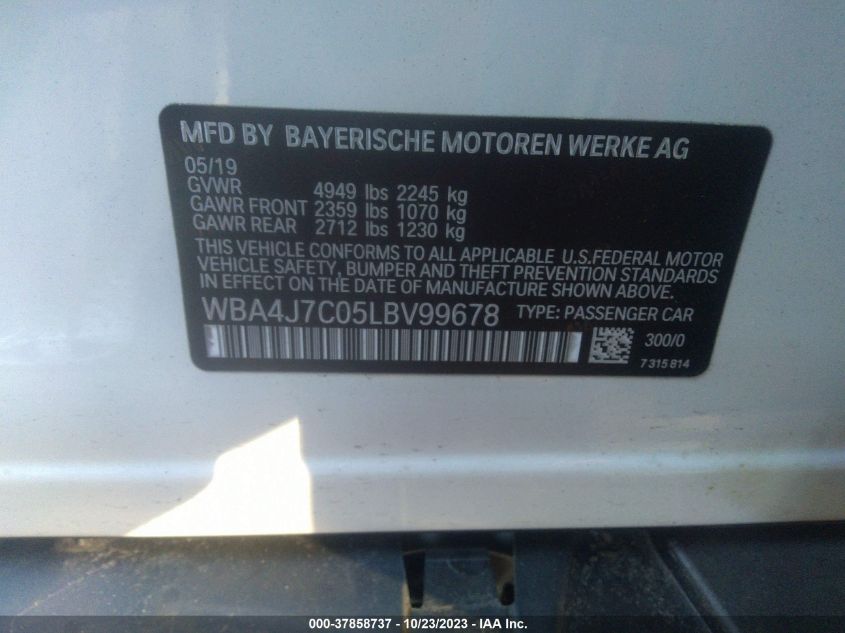 MFD BY BAYERISCHE MOTOREN WERKE AG
05/19
GVWR 4949 lbs 2245 kg
GAWR FRONT 2359 lbs 1070 kg
GAWR REAR 2712 lbs 1230 kg
THIS VEHICLE CONFORMS TO ALL APPLICABLE U.S.FEDERAL MOTOR
VEHICLE SAFETY, BUMPER AND THEFT PREVENTION STANDARDS
IN EFFECT ON THE DATE OF MANUFACTURE SHOWN ABOVE.
WBA4J7C05LBV99678 TYPE: PASSENGER CAR
300/0
7315814
000-37858737 - 10/23/2023 - IAA Inc.